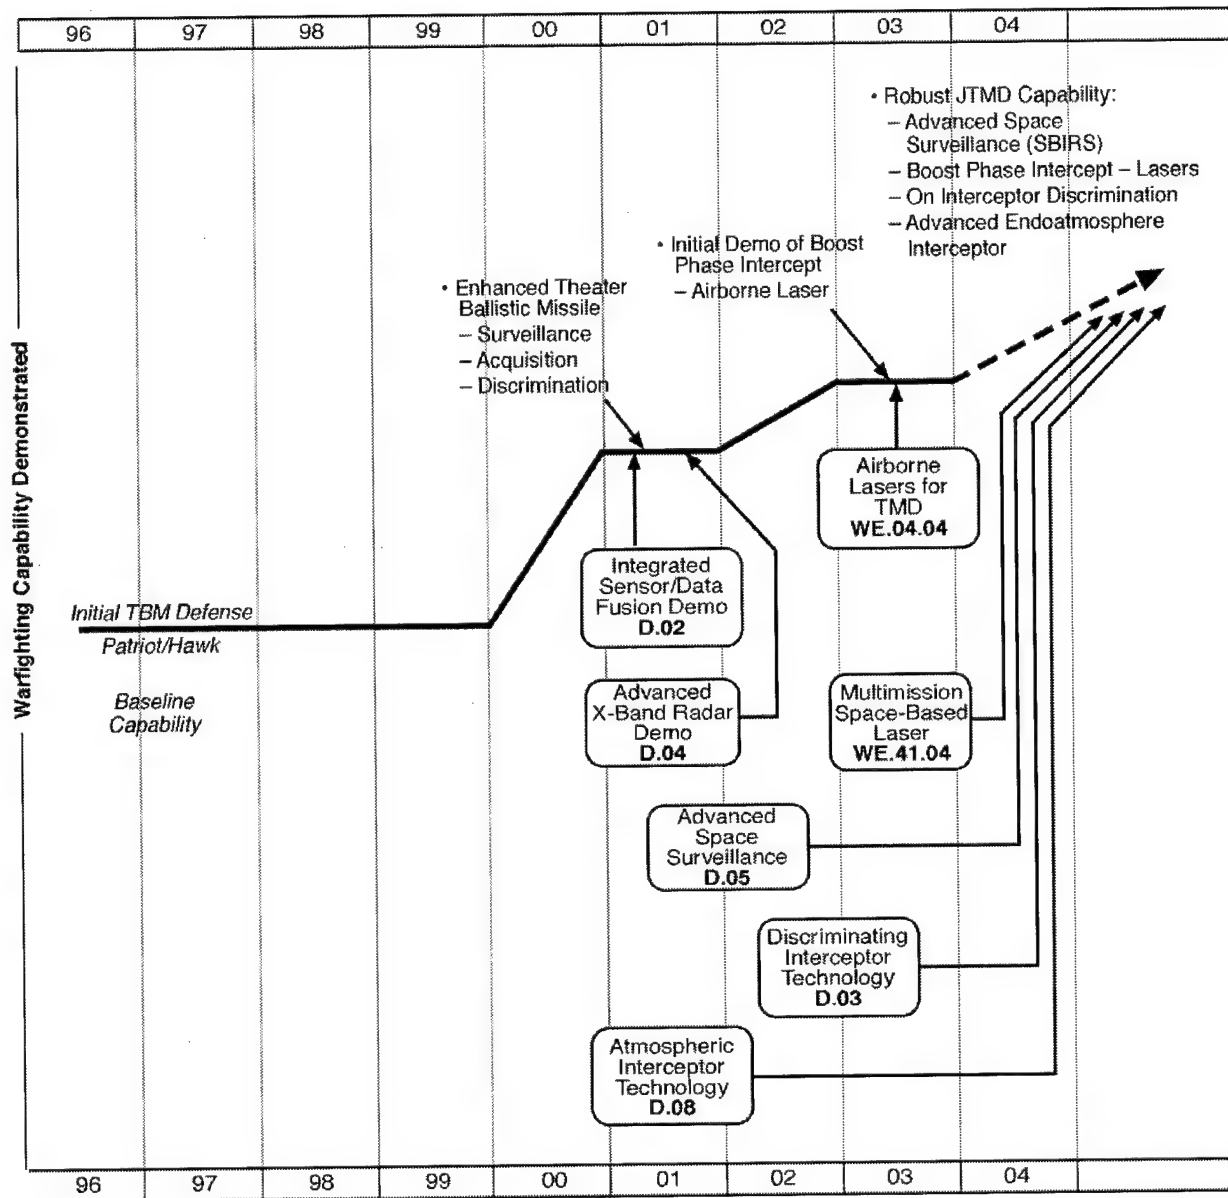 96 97 98 99 00 01 02 03 04
Warfighting Capability Demonstrated
• Robust JTMD Capability:
– Advanced Space
Surveillance (SBIRS)
– Boost Phase Intercept – Lasers
– On Interceptor Discrimination
– Advanced Endoatmosphere
Interceptor
• Initial Demo of Boost
Phase Intercept
– Airborne Laser
• Enhanced Theater
Ballistic Missile
– Surveillance
– Acquisition
– Discrimination
Airborne
Lasers for
TMD
WE.04.04
Integrated
Sensor/Data
Fusion Demo
D.02
Initial TBM Defense
Patriot/Hawk
Baseline
Capability
Advanced
X-Band Radar
Demo
D.04
Multimission
Space-Based
Laser
WE.41.04
Advanced
Space
Surveillance
D.05
Discriminating
Interceptor
Technology
D.03
Atmospheric
Interceptor
Technology
D.08
96 97 98 99 00 01 02 03 04